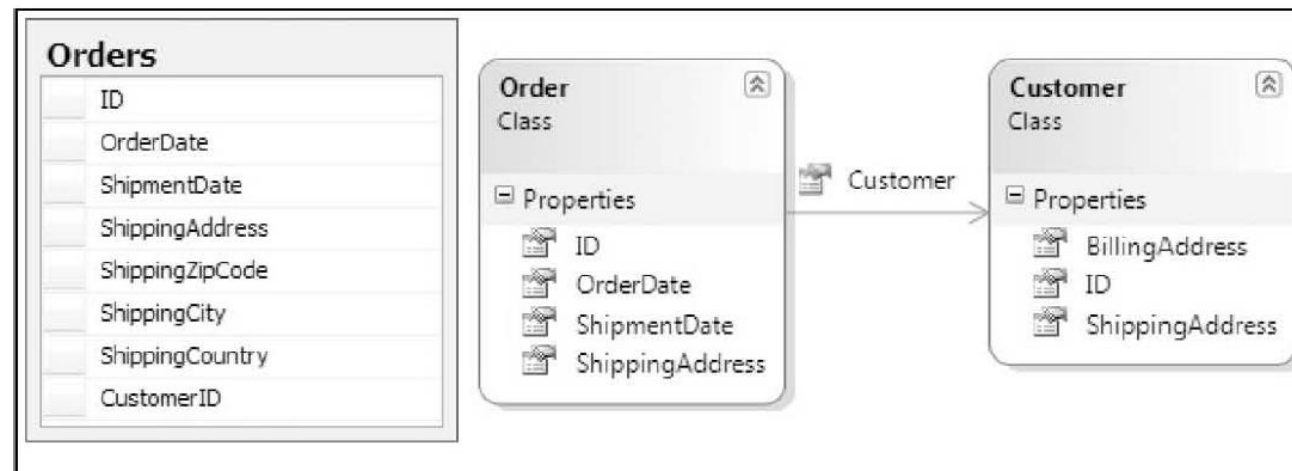 Orders
ID
OrderDate
ShipmentDate
ShippingAddress
ShippingZipCode
ShippingCity
ShippingCountry
CustomerID
Order
Class
Properties
ID
OrderDate
ShipmentDate
ShippingAddress
Customer
Customer
Class
Properties
BillingAddress
ID
ShippingAddress